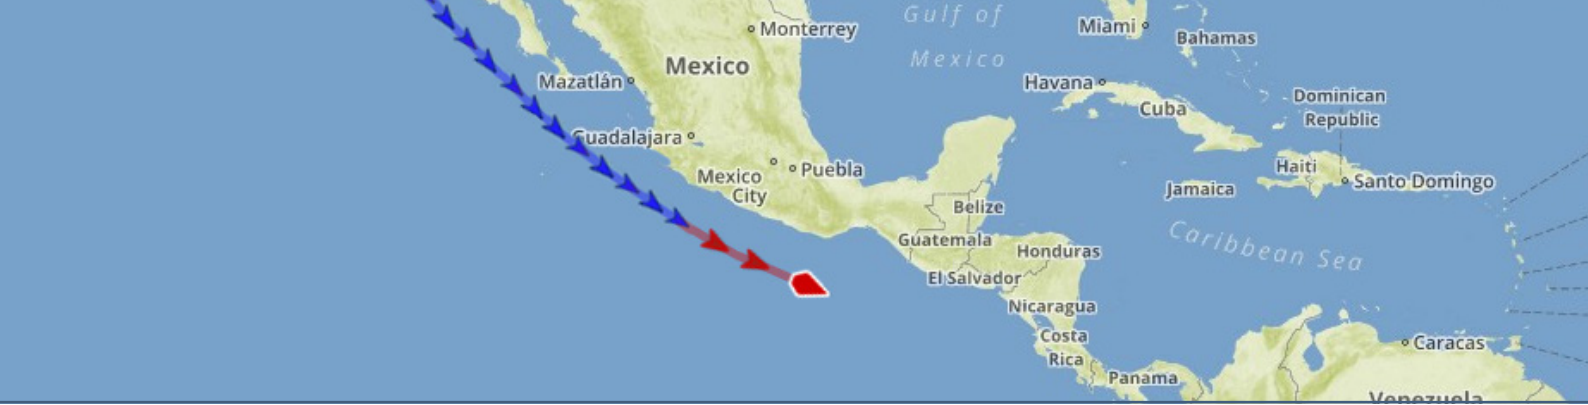 Gulf of
Mexico
Miami
Bahamas
Monterrey
Mexico
Mazatlán
Havana
Cuba
Dominican
Republic
Guadalajara
Mexico
City
Puebla
Haiti
Santo Domingo
Jamaica
Belize
Guatemala
Honduras
Caribbean Sea
El Salvador
Nicaragua
Costa
Rica
Caracas
Panama
Venezuela